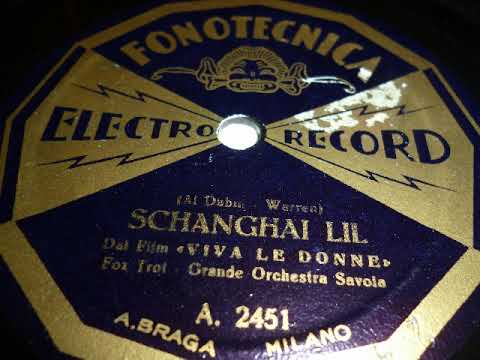 FONOTECNICA
ELECTRO RECORD
(Al Dubin - Warren)
SCHANGHAI LIL
Dal Film «VIVA LE DONNE»
Fox Trot - Grande Orchestra Savoia
A. 2451
A. BRAGA MILANO